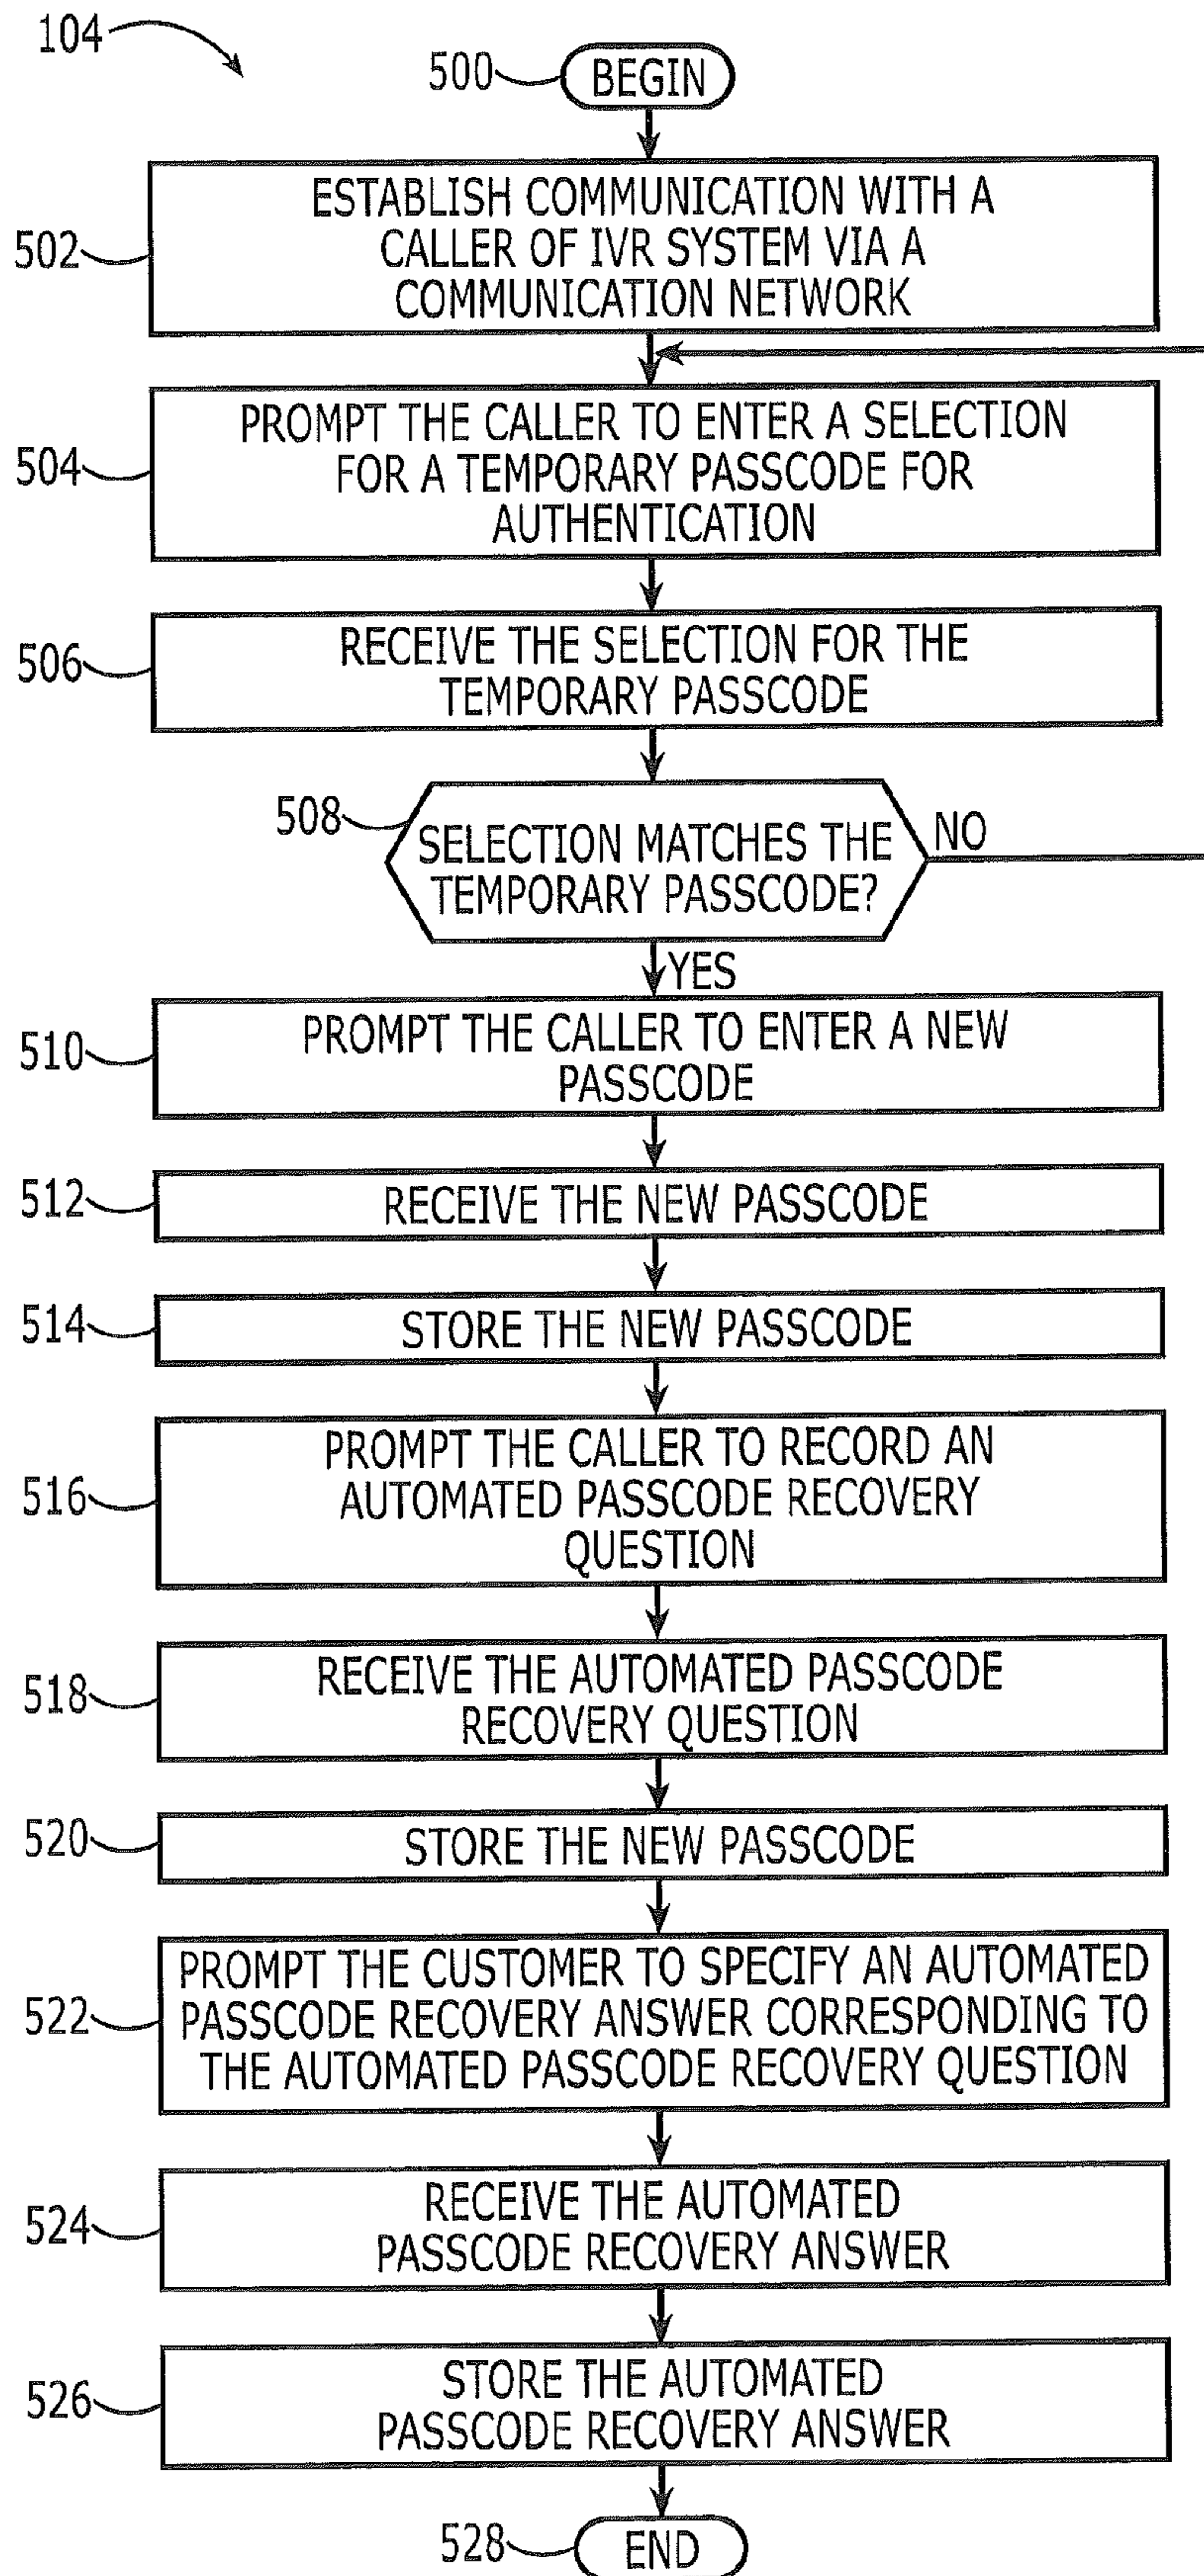 104
500
BEGIN
502
ESTABLISH COMMUNICATION WITH A
CALLER OF IVR SYSTEM VIA A
COMMUNICATION NETWORK
504
PROMPT THE CALLER TO ENTER A SELECTION
FOR A TEMPORARY PASSCODE FOR
AUTHENTICATION
506
RECEIVE THE SELECTION FOR THE
TEMPORARY PASSCODE
508
SELECTION MATCHES THE
TEMPORARY PASSCODE?
NO
YES
510
PROMPT THE CALLER TO ENTER A NEW
PASSCODE
512
RECEIVE THE NEW PASSCODE
514
STORE THE NEW PASSCODE
516
PROMPT THE CALLER TO RECORD AN
AUTOMATED PASSCODE RECOVERY
QUESTION
518
RECEIVE THE AUTOMATED PASSCODE
RECOVERY QUESTION
520
STORE THE NEW PASSCODE
522
PROMPT THE CUSTOMER TO SPECIFY AN AUTOMATED
PASSCODE RECOVERY ANSWER CORRESPONDING TO
THE AUTOMATED PASSCODE RECOVERY QUESTION
524
RECEIVE THE AUTOMATED
PASSCODE RECOVERY ANSWER
526
STORE THE AUTOMATED
PASSCODE RECOVERY ANSWER
528
END